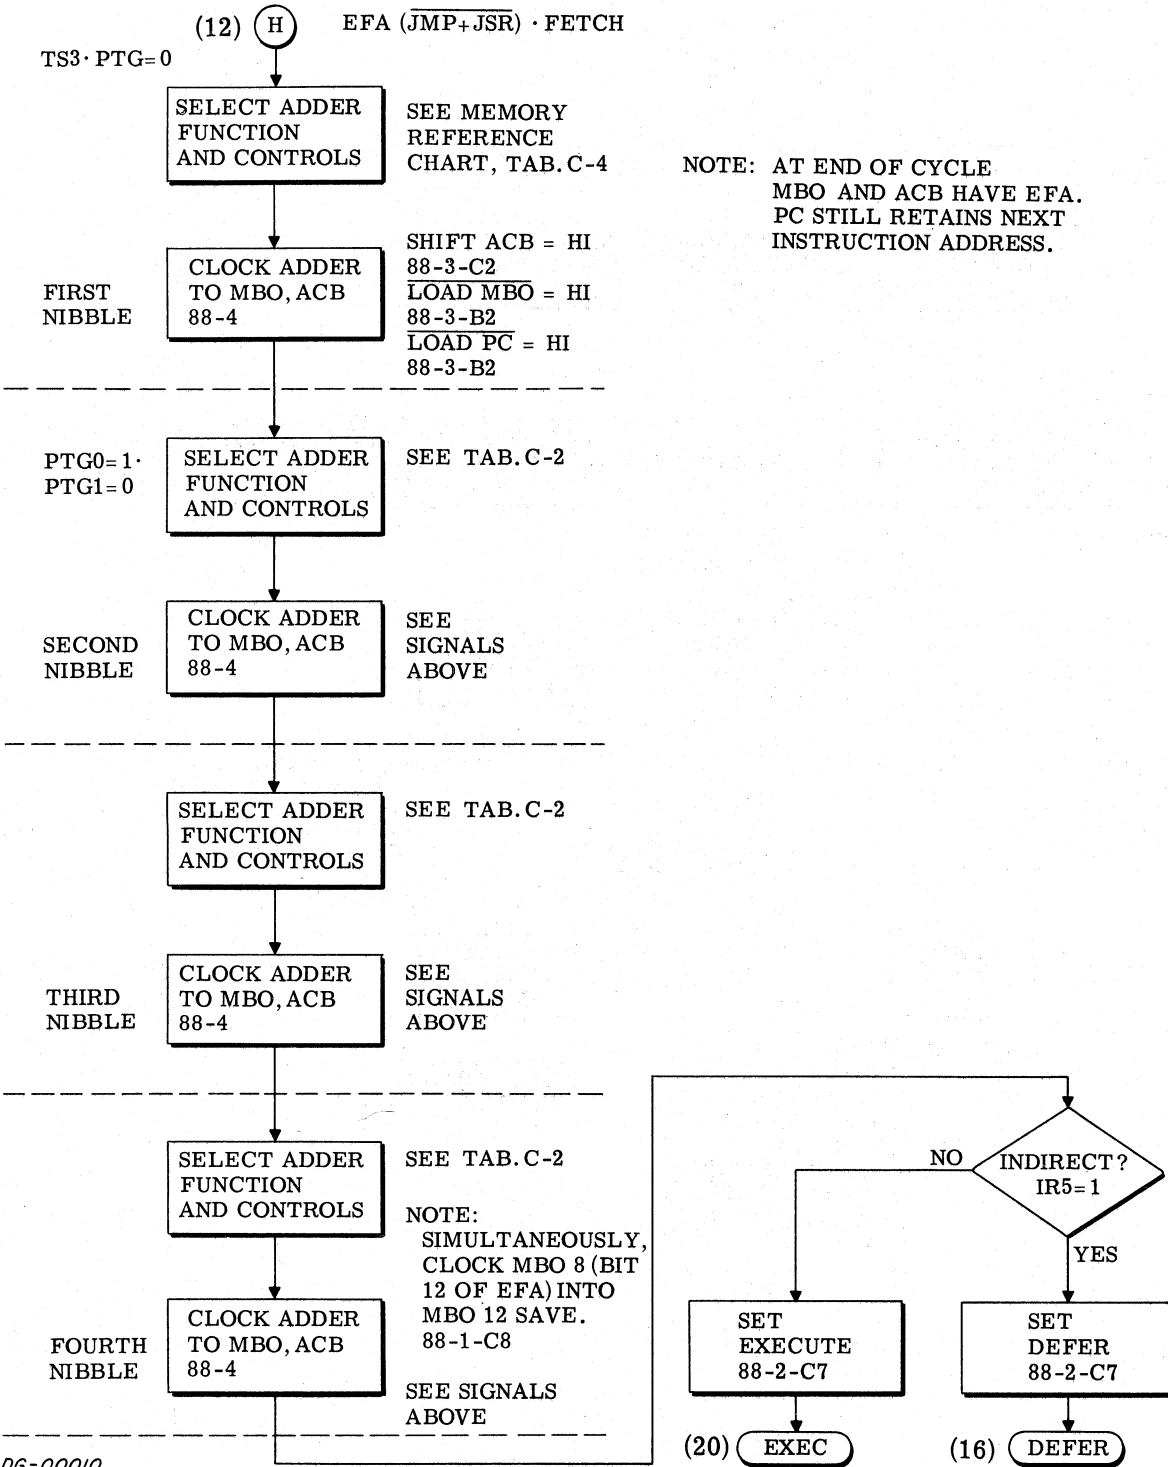 (12) H EFA (JMP+JSR) · FETCH
TS3· PTG=0
SELECT ADDER
FUNCTION
AND CONTROLS
SEE MEMORY
REFERENCE
CHART, TAB. C-4
NOTE: AT END OF CYCLE
MBO AND ACB HAVE EFA.
PC STILL RETAINS NEXT
INSTRUCTION ADDRESS.
FIRST
NIBBLE
CLOCK ADDER
TO MBO, ACB
88-4
SHIFT ACB = HI
88-3-C2
LOAD MBO = HI
88-3-B2
LOAD PC = HI
88-3-B2
PTG0=1·
PTG1=0
SELECT ADDER
FUNCTION
AND CONTROLS
SEE TAB. C-2
SECOND
NIBBLE
CLOCK ADDER
TO MBO, ACB
88-4
SEE
SIGNALS
ABOVE
SELECT ADDER
FUNCTION
AND CONTROLS
SEE TAB. C-2
THIRD
NIBBLE
CLOCK ADDER
TO MBO, ACB
88-4
SEE
SIGNALS
ABOVE
SELECT ADDER
FUNCTION
AND CONTROLS
SEE TAB. C-2
NOTE:
SIMULTANEOUSLY,
CLOCK MBO 8 (BIT
12 OF EFA) INTO
MBO 12 SAVE.
88-1-C8
FOURTH
NIBBLE
CLOCK ADDER
TO MBO, ACB
88-4
SEE SIGNALS
ABOVE
INDIRECT?
IR5=1
NO
YES
SET
EXECUTE
88-2-C7
SET
DEFER
88-2-C7
(20) EXEC
(16) DEFER
DG-00010